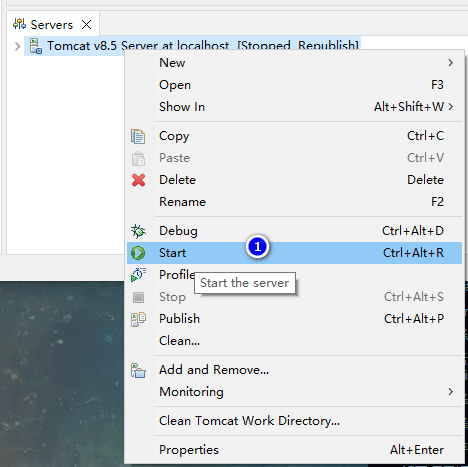 Servers
Tomcat v8.5 Server at localhost [Stopped, Republish]
New
Open F3
Show In Alt+Shift+W
Copy Ctrl+C
Paste Ctrl+V
Delete Delete
Rename F2
Debug Ctrl+Alt+D
Start 1 Ctrl+Alt+R
Profile
Start the server
Stop Ctrl+Alt+S
Publish Ctrl+Alt+P
Clean...
Add and Remove...
Monitoring
Clean Tomcat Work Directory...
Properties Alt+Enter